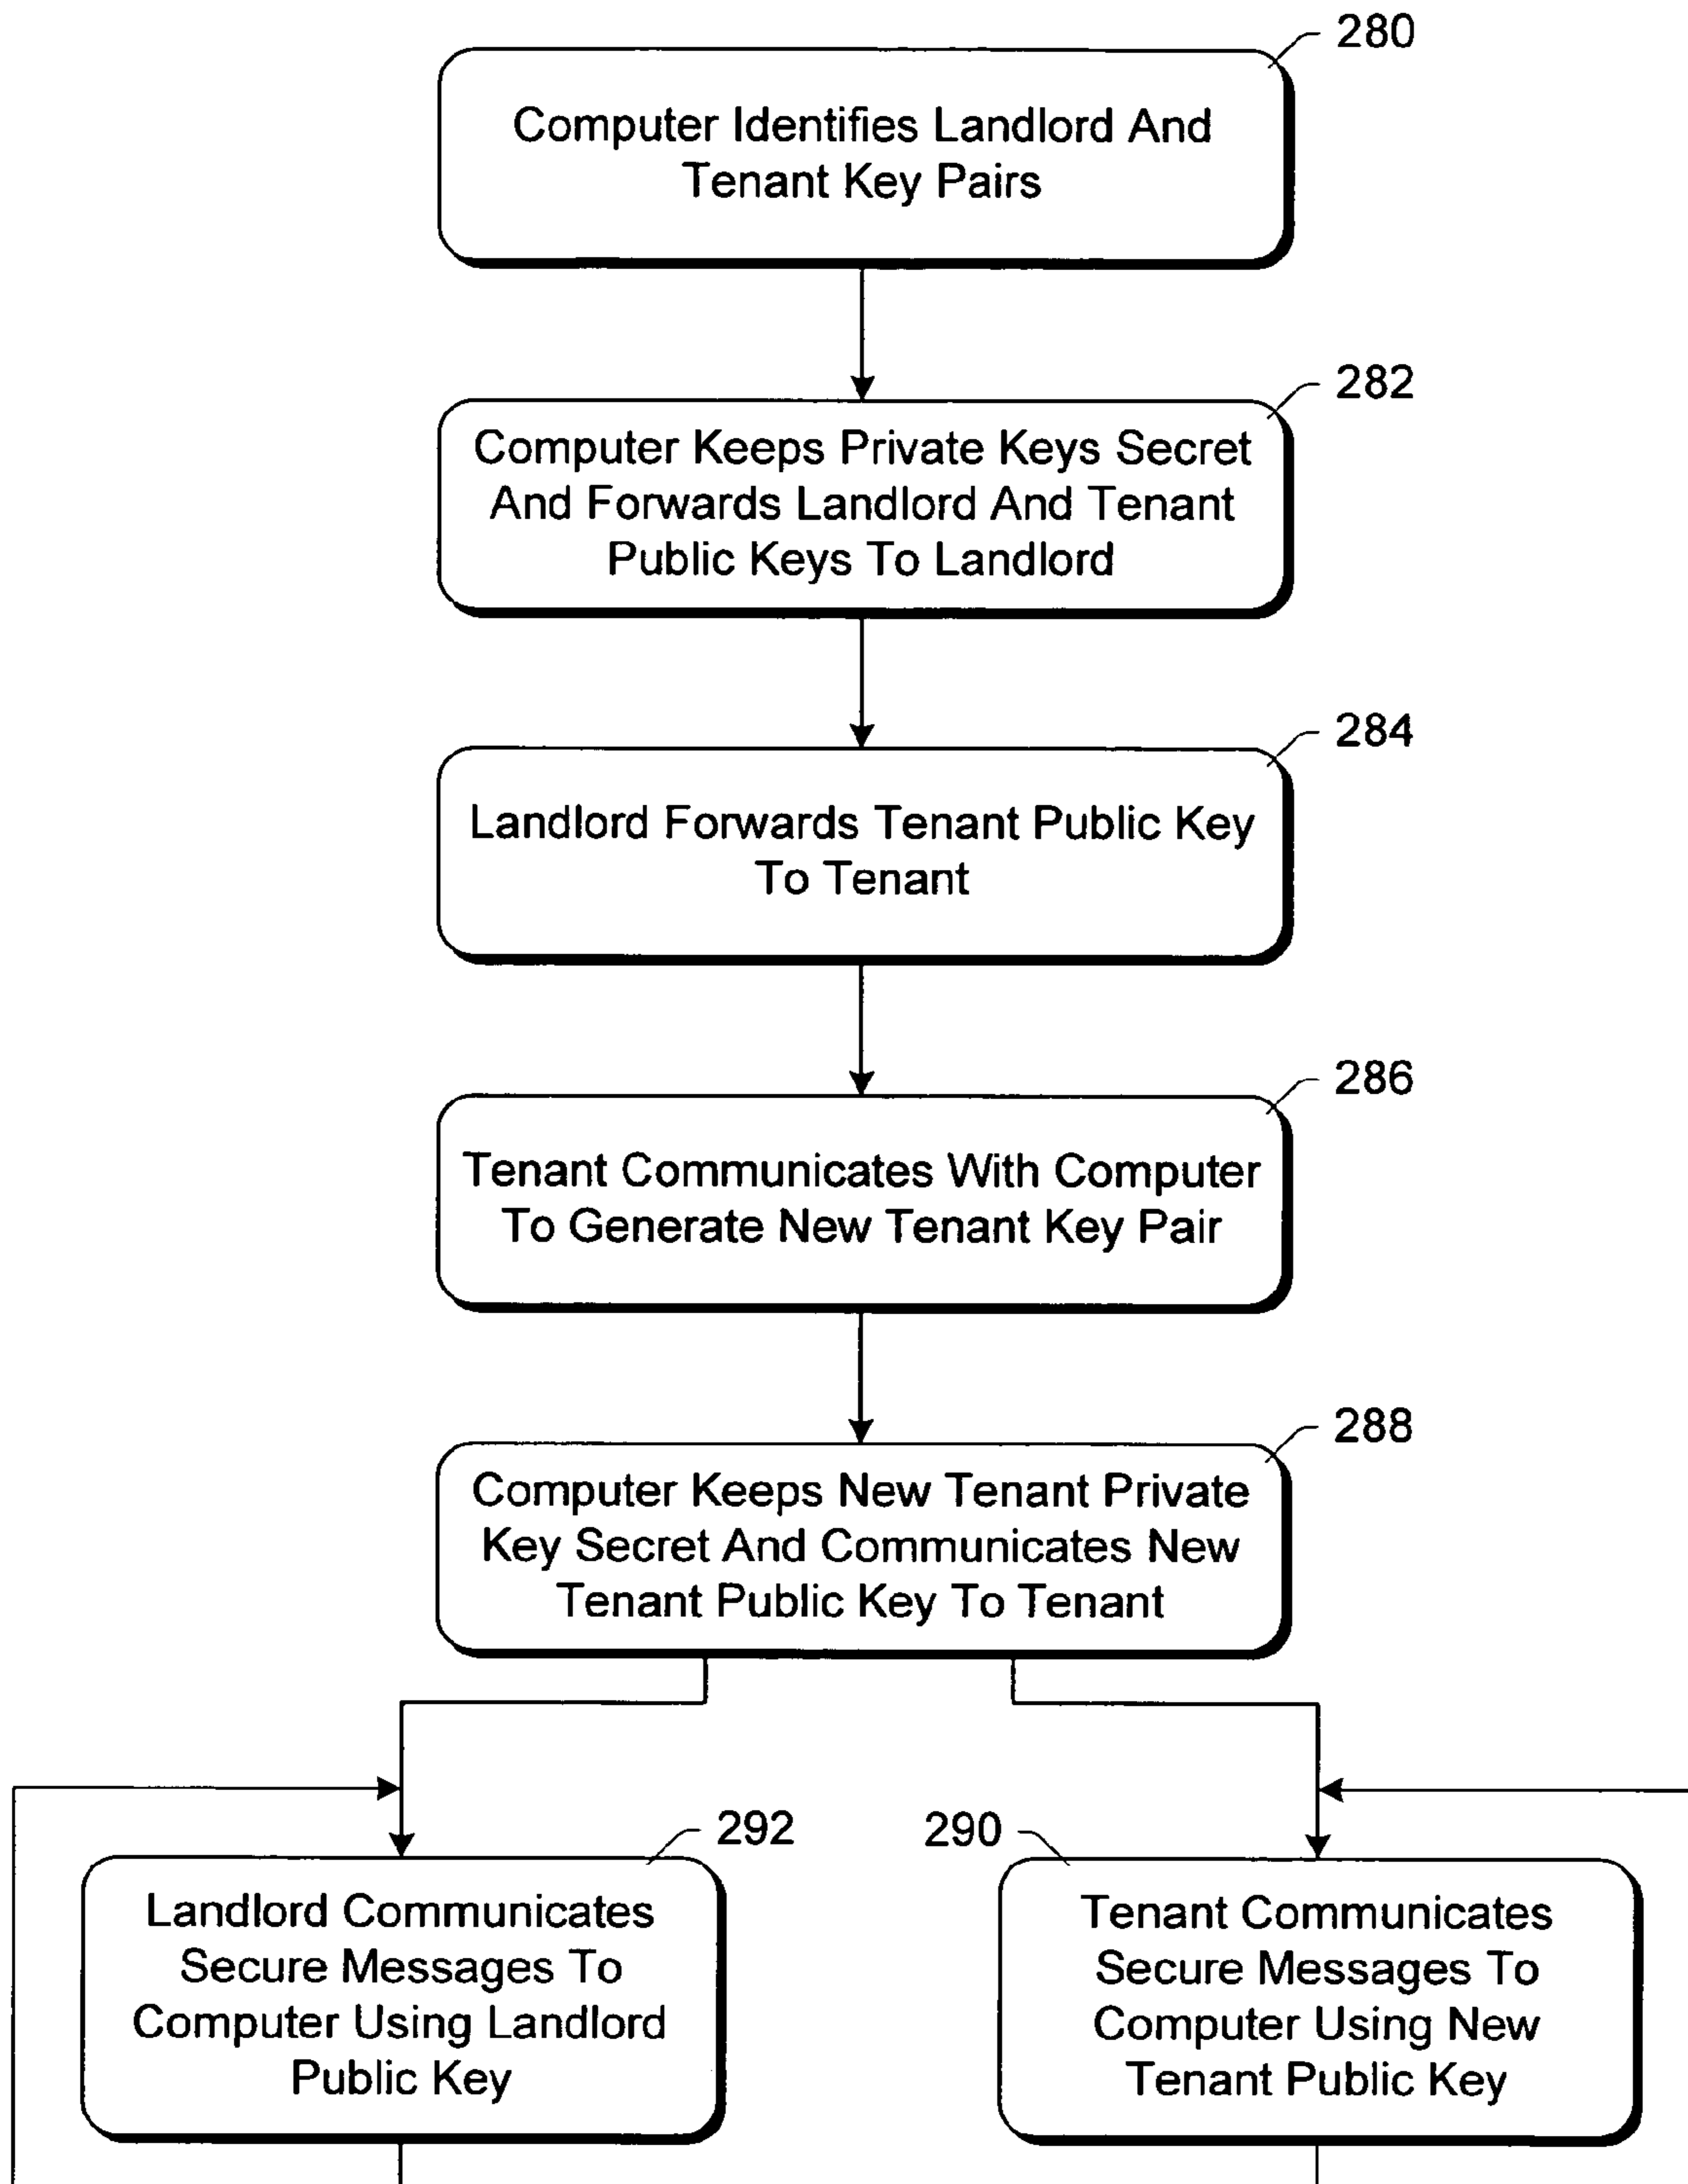 280
Computer Identifies Landlord And
Tenant Key Pairs
282
Computer Keeps Private Keys Secret
And Forwards Landlord And Tenant
Public Keys To Landlord
284
Landlord Forwards Tenant Public Key
To Tenant
286
Tenant Communicates With Computer
To Generate New Tenant Key Pair
288
Computer Keeps New Tenant Private
Key Secret And Communicates New
Tenant Public Key To Tenant
292
Landlord Communicates
Secure Messages To
Computer Using Landlord
Public Key
290
Tenant Communicates
Secure Messages To
Computer Using New
Tenant Public Key